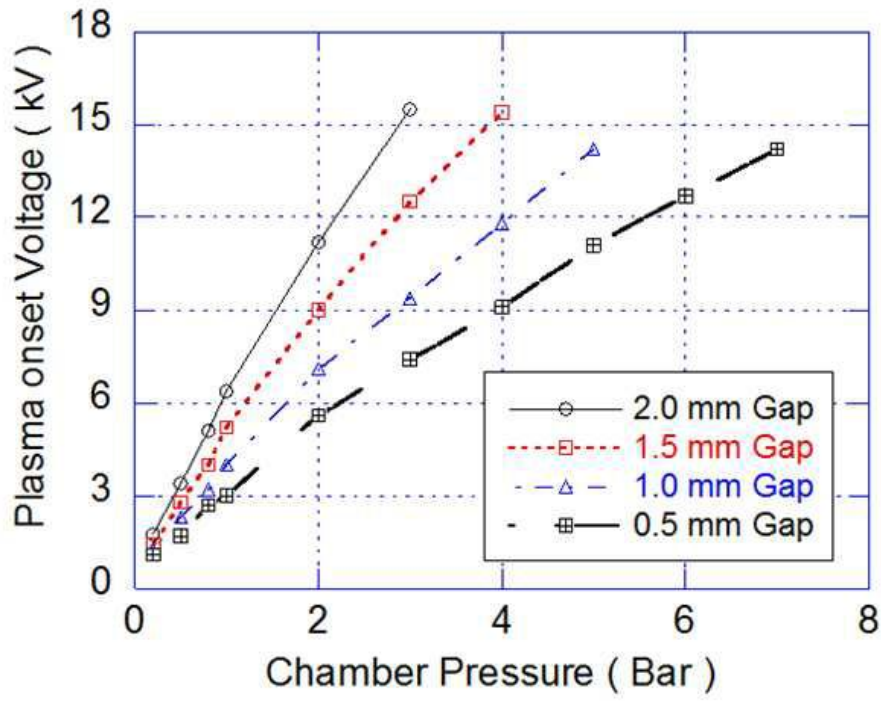 Plasma onset Voltage ( kV )
18
15
12
9
6
3
0
0 2 4 6 8
Chamber Pressure ( Bar )
2.0 mm Gap
1.5 mm Gap
1.0 mm Gap
0.5 mm Gap